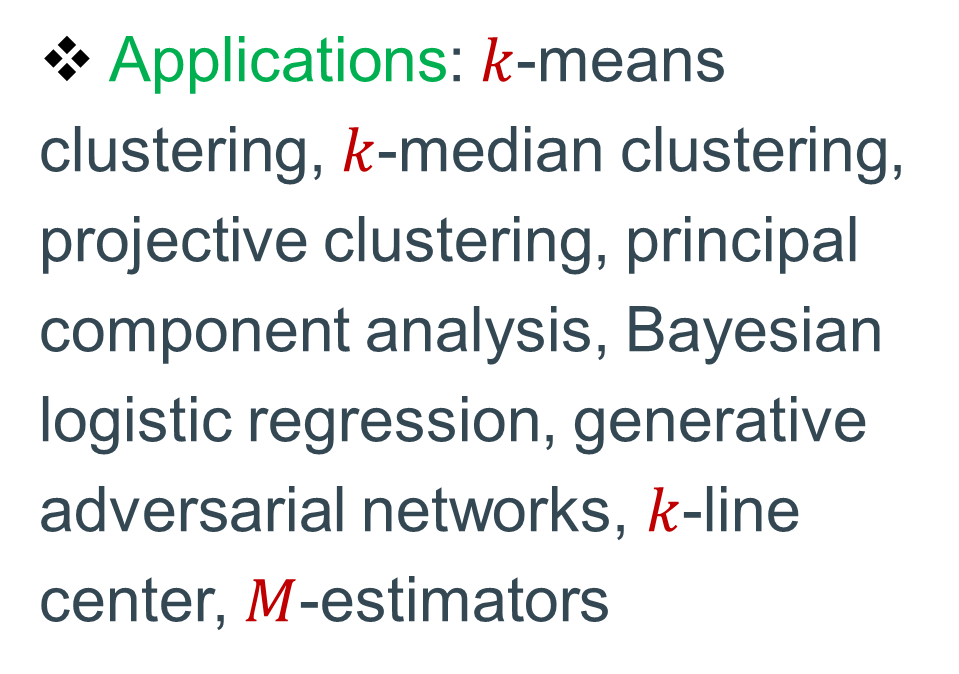 ❖ Applications: k-means
clustering, k-median clustering,
projective clustering, principal
component analysis, Bayesian
logistic regression, generative
adversarial networks, k-line
center, M-estimators